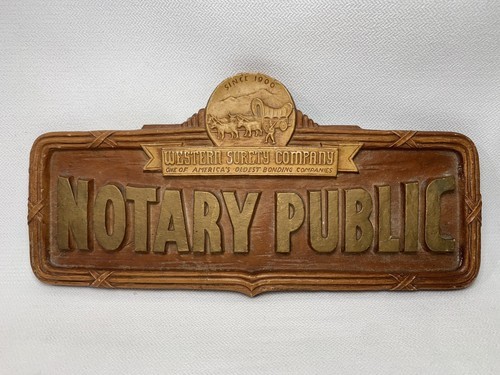 SINCE 1900
WESTERN SURETY COMPANY
ONE OF AMERICA'S OLDEST BONDING COMPANIES
NOTARY PUBLIC